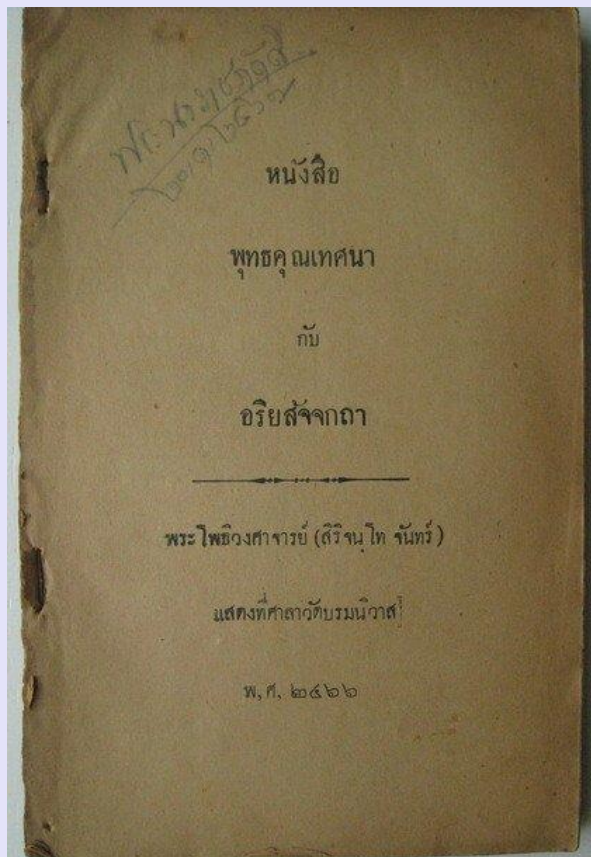 หนังสือ
พุทธคุณเทศนา
กับ
อริยสัจจกถา
พระโพธิวงศาจารย์ (สิริจนฺโท จันทร์)
แสดงที่ศาลาวัดบรมนิวาส
พ,ศ, ๒๔๖๖